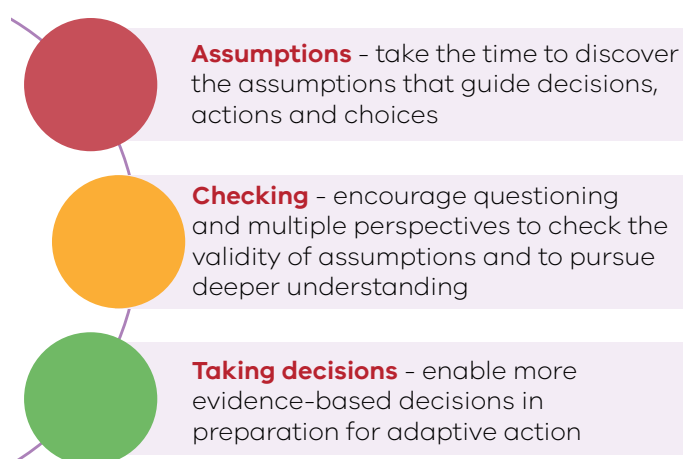 Assumptions - take the time to discover
the assumptions that guide decisions,
actions and choices
Checking - encourage questioning
and multiple perspectives to check the
validity of assumptions and to pursue
deeper understanding
Taking decisions - enable more
evidence-based decisions in
preparation for adaptive action